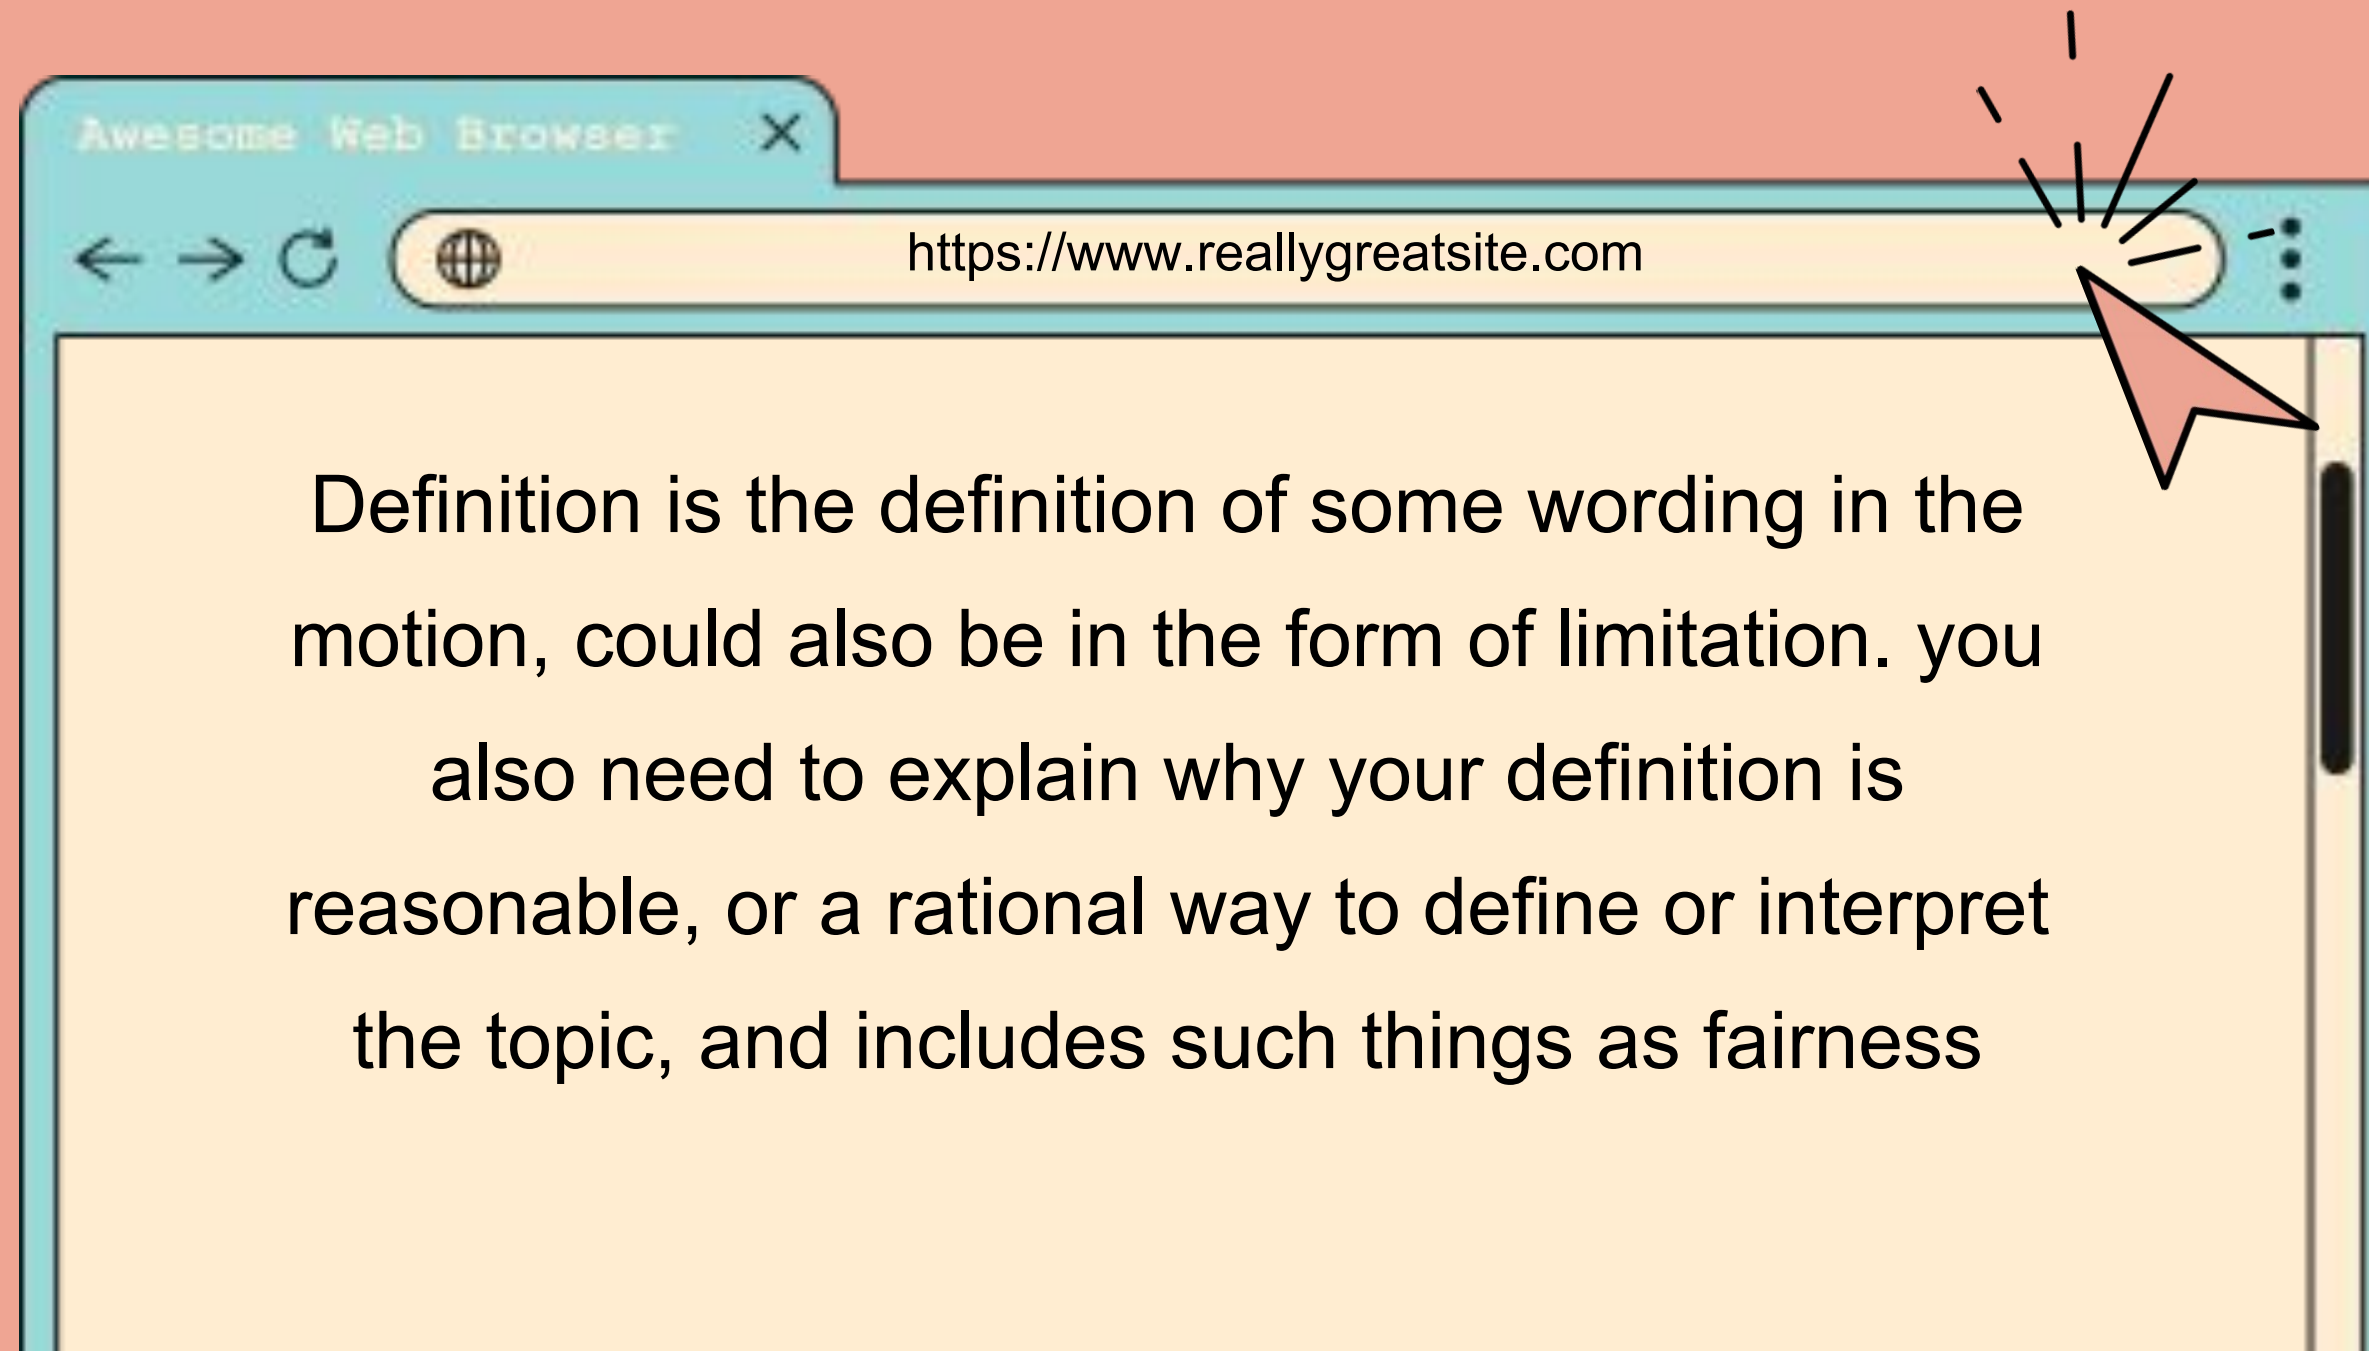 Awesome Web Browser
https://www.reallygreatsite.com
Definition is the definition of some wording in the
motion, could also be in the form of limitation. you
also need to explain why your definition is
reasonable, or a rational way to define or interpret
the topic, and includes such things as fairness